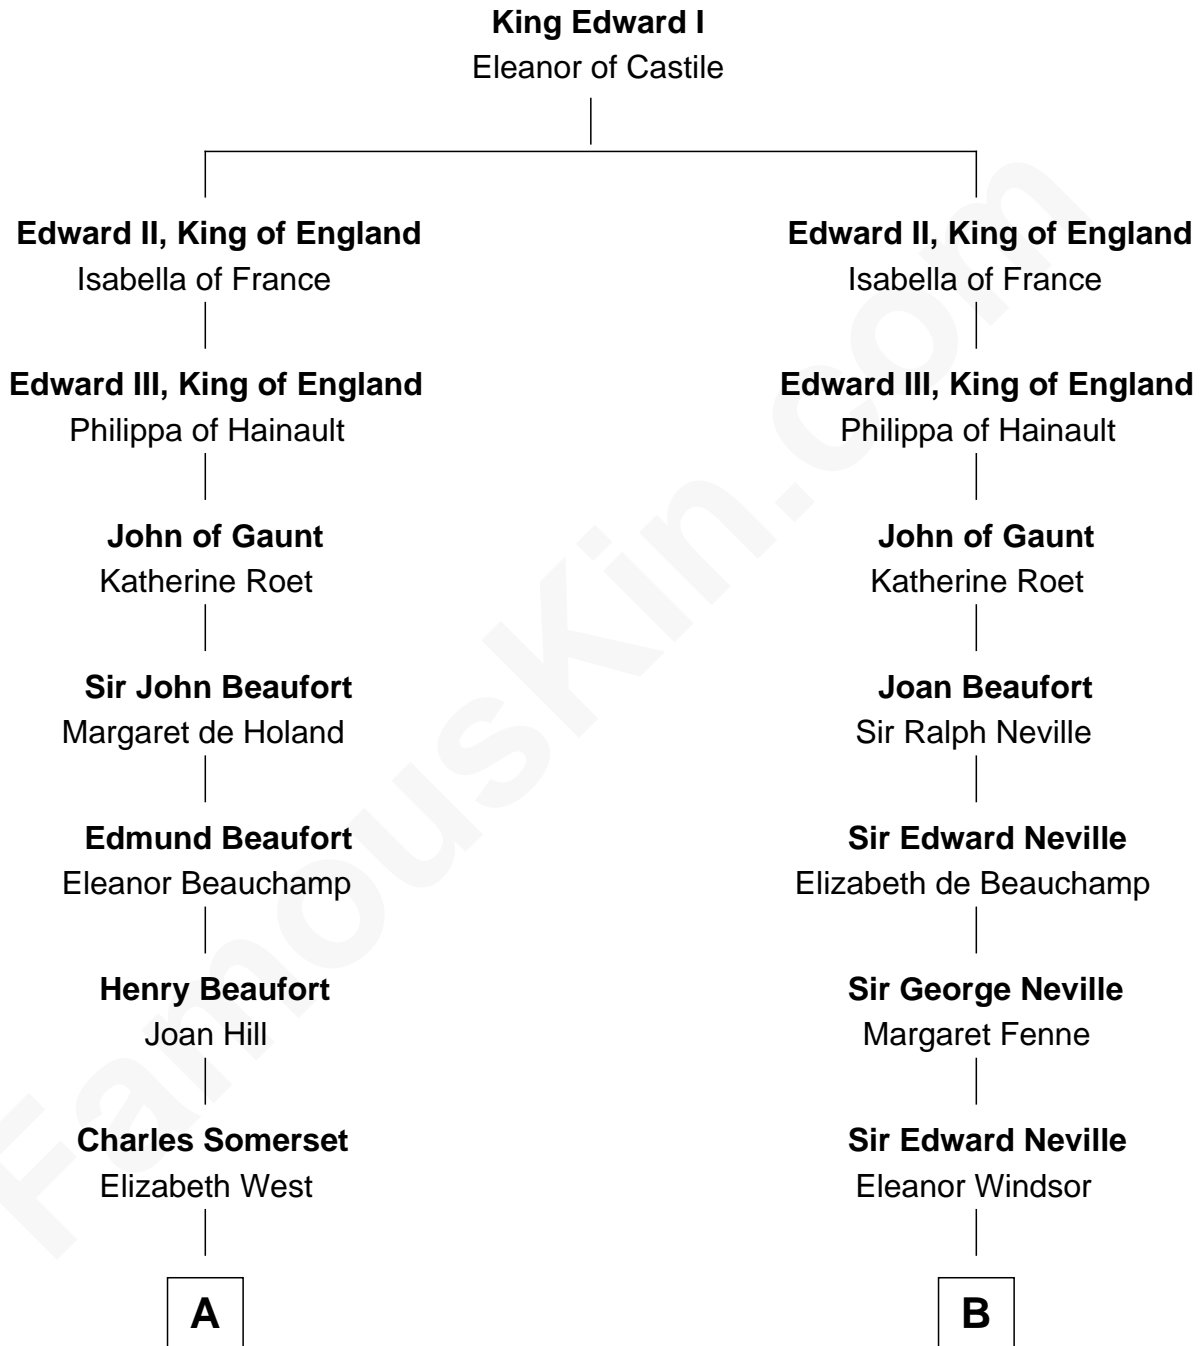 King Edward I
Eleanor of Castile
Edward II, King of England
Isabella of France
Edward III, King of England
Philippa of Hainault
John of Gaunt
Katherine Roet
Sir John Beaufort
Margaret de Holand
Edmund Beaufort
Eleanor Beauchamp
Henry Beaufort
Joan Hill
Charles Somerset
Elizabeth West
A
Edward II, King of England
Isabella of France
Edward III, King of England
Philippa of Hainault
John of Gaunt
Katherine Roet
Joan Beaufort
Sir Ralph Neville
Sir Edward Neville
Elizabeth de Beauchamp
Sir George Neville
Margaret Fenne
Sir Edward Neville
Eleanor Windsor
B
FamousKin.com